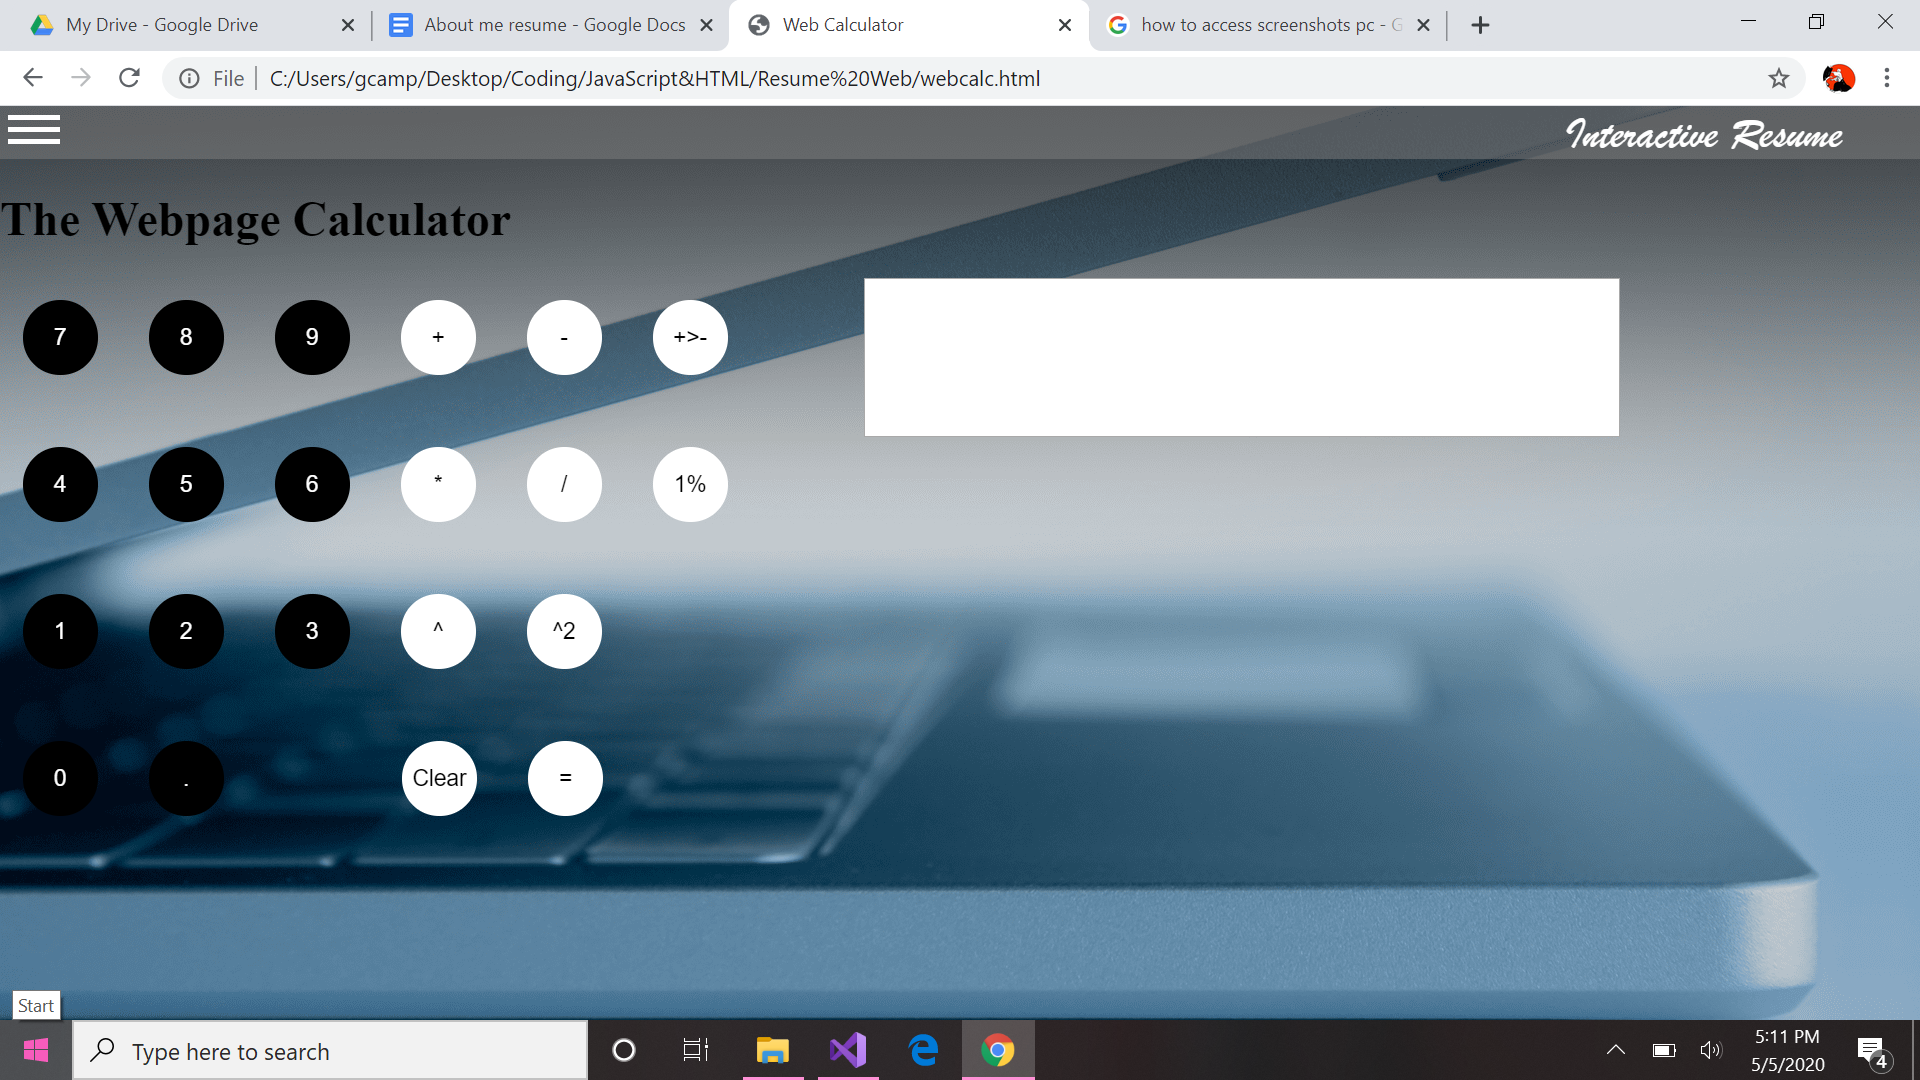 My Drive - Google Drive
About me resume - Google Docs
Web Calculator
how to access screenshots pc - G
File
C:/Users/gcamp/Desktop/Coding/JavaScript&HTML/Resume%20Web/webcalc.html
Interactive Resume
The Webpage Calculator
7 8 9 + - +>-
4 5 6 * / 1%
1 2 3 ^ ^2
0 . Clear =
Start
Type here to search
5:11 PM
5/5/2020
4